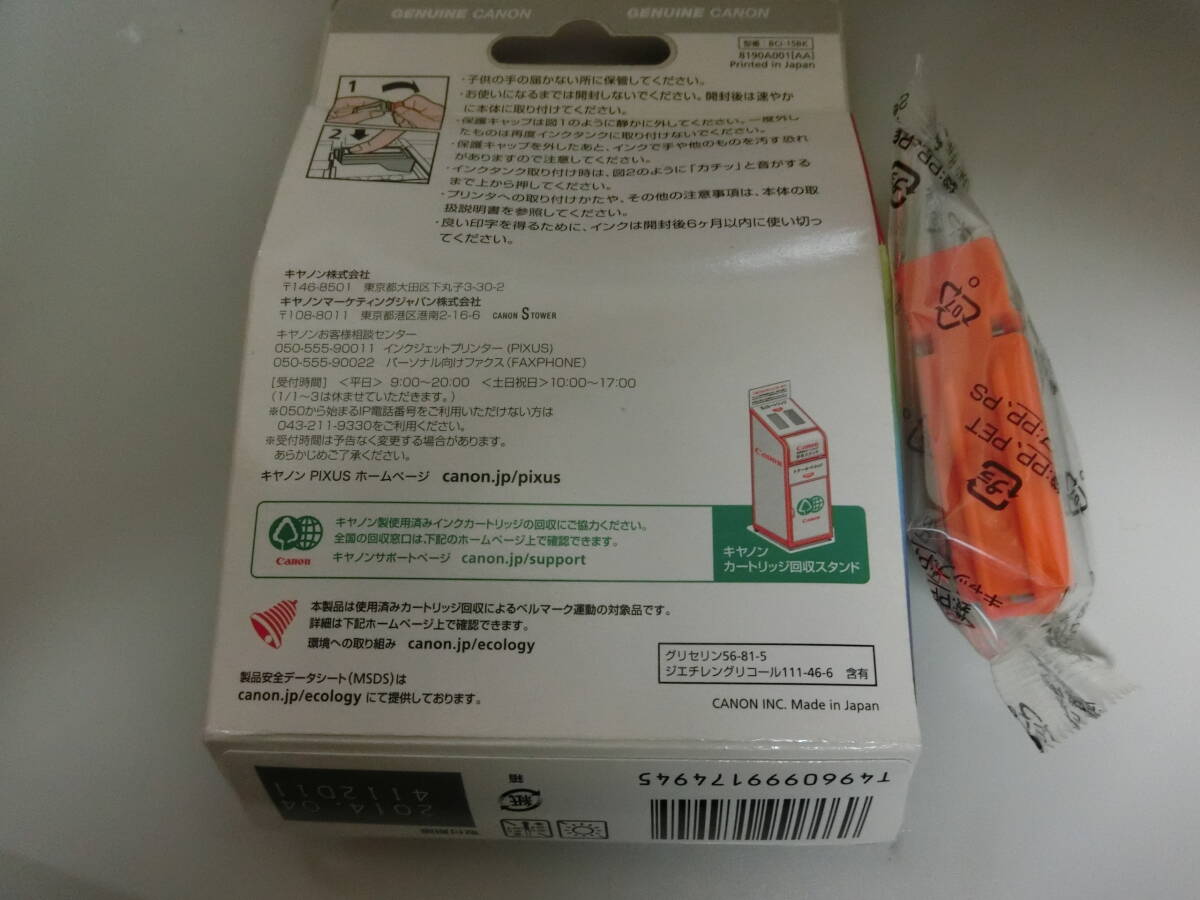 GENUINE CANON GENUINE CANON
型番:BCI-15BK
8190A001[AA]
Printed in Japan
1
2
・子供の手の届かない所に保管してください。
・お使いになるまでは開封しないでください。開封後は速やか
に本体に取り付けてください。
・保護キャップは図1のように静かに外してください。一度外し
たものは再度インクタンクに取り付けないでください。
・保護キャップを外したあと、インクで手や他のものを汚す恐れ
がありますので注意してください。
・インクタンク取り付け時は、図2のように「カチッ」と音がする
まで上から押してください。
・プリンタへの取り付けかたや、その他の注意事項は、本体の取
扱説明書を参照してください。
・良い印字を得るために、インクは開封後6ヶ月以内に使い切っ
てください。
キヤノン株式会社
〒146-8501 東京都大田区下丸子3-30-2
キヤノンマーケティングジャパン株式会社
〒108-8011 東京都港区港南2-16-6 CANON S TOWER
キヤノンお客様相談センター
050-555-90011 インクジェットプリンター(PIXUS)
050-555-90022 パーソナル向けファクス(FAXPHONE)
[受付時間] <平日> 9:00~20:00 <土日祝日>10:00~17:00
(1/1~3は休ませていただきます。)
※050から始まるIP電話番号をご利用いただけない方は
043-211-9330をご利用ください。
※受付時間は予告なく変更する場合があります。
あらかじめご了承ください。
キヤノン PIXUS ホームページ canon.jp/pixus
キヤノン製使用済みインクカートリッジの回収にご協力ください。
全国の回収窓口は、下記のホームページ上で確認できます。
キヤノンサポートページ canon.jp/support
Canon
Canon
Canon
Canon
キヤノン
カートリッジ回収スタンド
本製品は使用済みカートリッジ回収によるベルマーク運動の対象品です。
詳細は下記ホームページ上で確認できます。
環境への取り組み canon.jp/ecology
グリセリン56-81-5
ジエチレングリコール111-46-6 含有
製品安全データシート(MSDS)は
canon.jp/ecology にて提供しております。
CANON INC. Made in Japan
T4960999174945
箱
紙
2014.04
4112D11
袋:PP, PE
プラ
プラ
:PP, PET
:PP, PS
プラ
袋:PP
キャップ:PP,